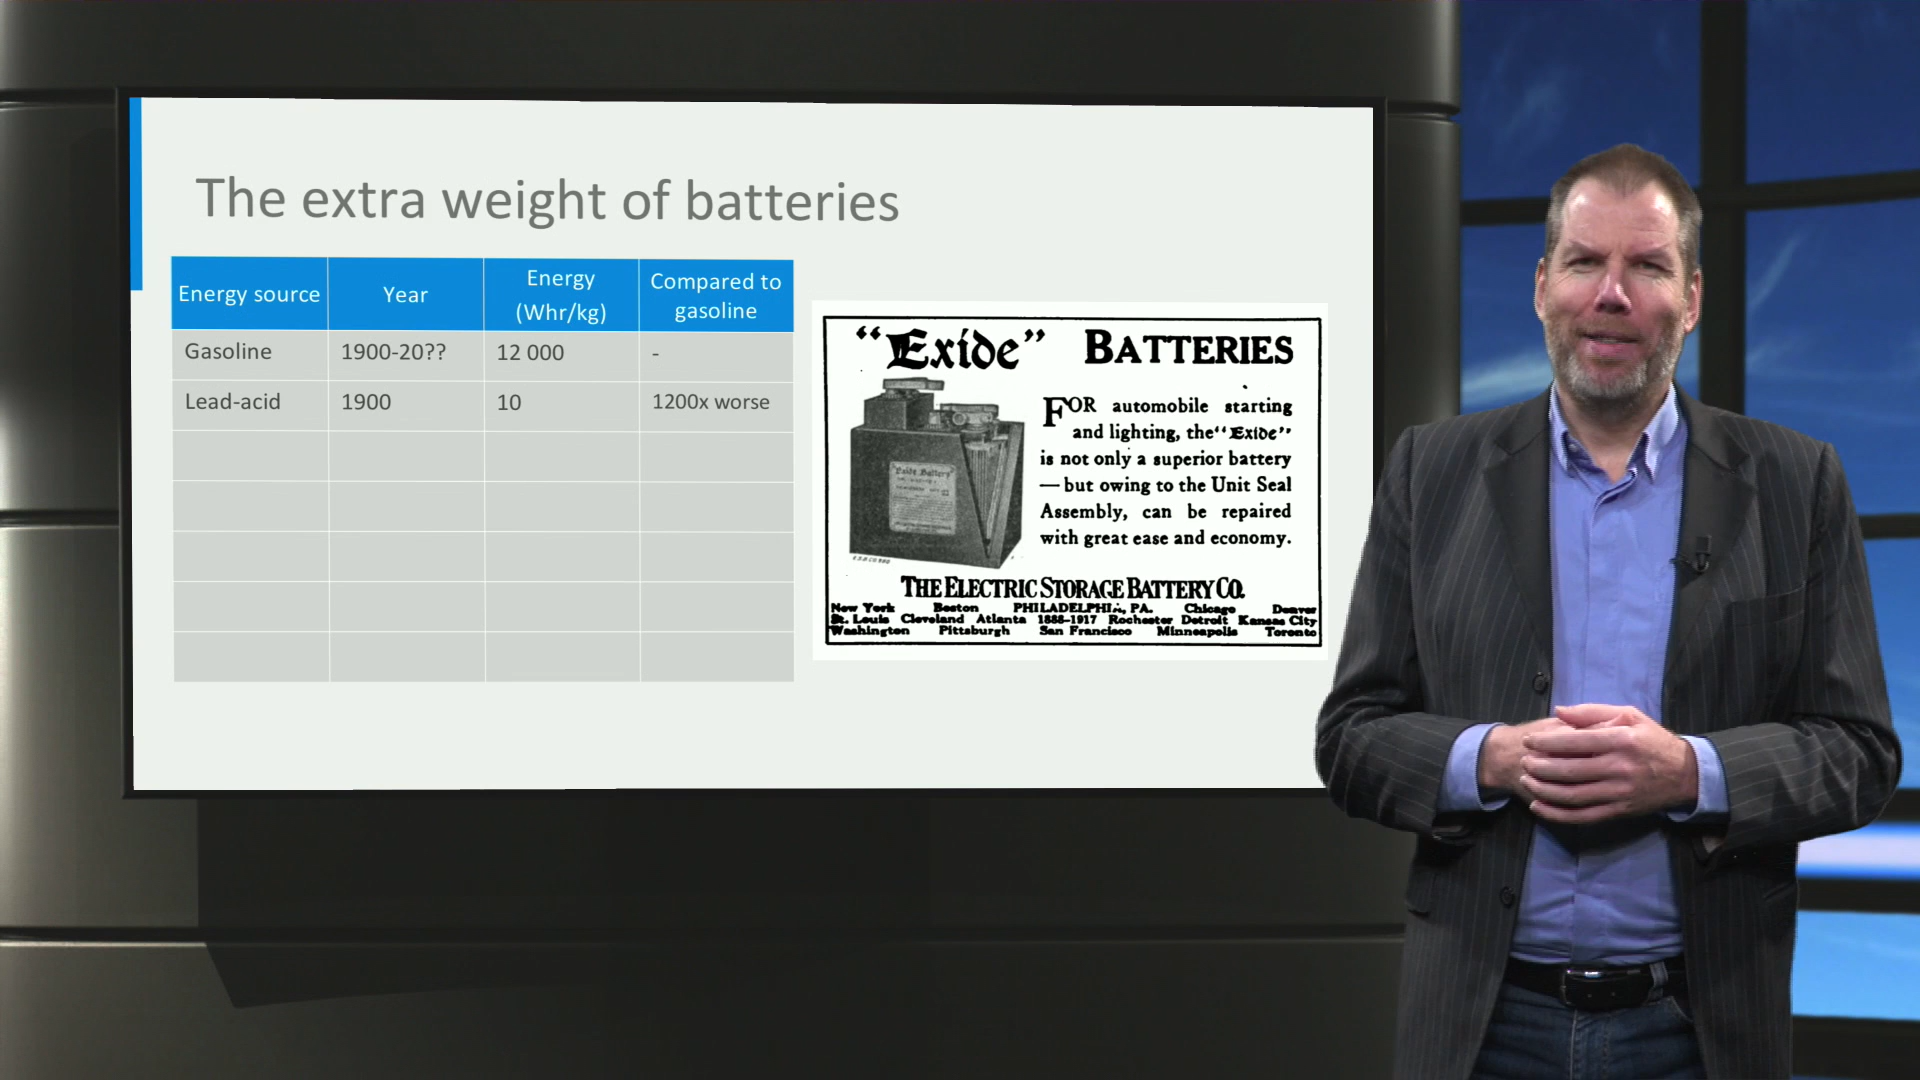 The extra weight of batteries
Energy source Year Energy (Whr/kg) Compared to gasoline
Gasoline 1900-20?? 12 000 -
Lead-acid 1900 10 1200x worse
“Exide” BATTERIES
FOR automobile starting
and lighting, the “Exide”
is not only a superior battery
— but owing to the Unit Seal
Assembly, can be repaired
with great ease and economy.
Exide Battery
THE ELECTRIC STORAGE BATTERY CO.
New York Boston PHILADELPHIA, PA. Chicago Denver
St. Louis Cleveland Atlanta 1888-1917 Rochester Detroit Kansas City
Washington Pittsburgh San Francisco Minneapolis Toronto